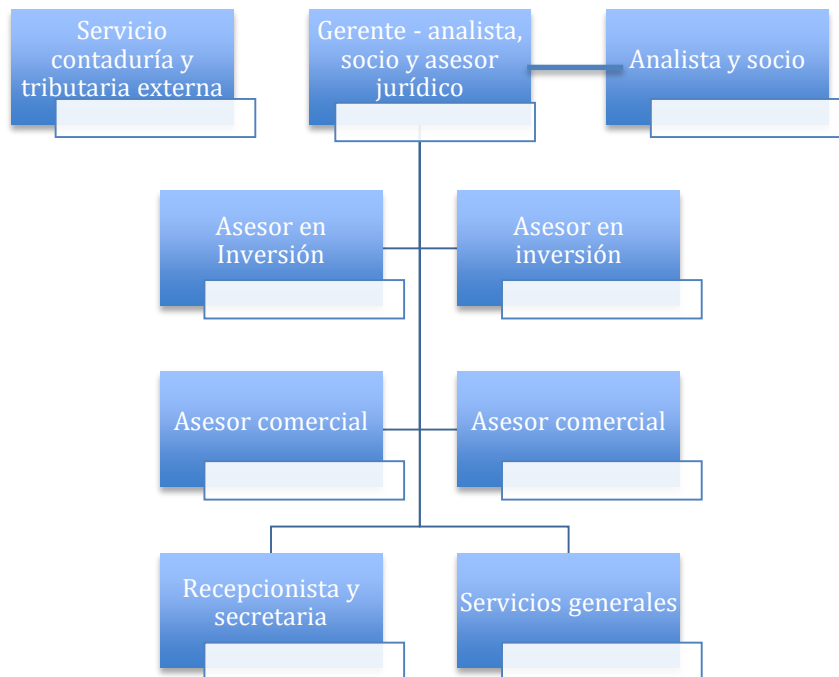 Servicio
contaduría y
tributaria externa
Gerente - analista,
socio y asesor
jurídico
Analista y socio
Asesor en
Inversión
Asesor en
inversión
Asesor comercial
Asesor comercial
Recepcionista y
secretaria
Servicios generales